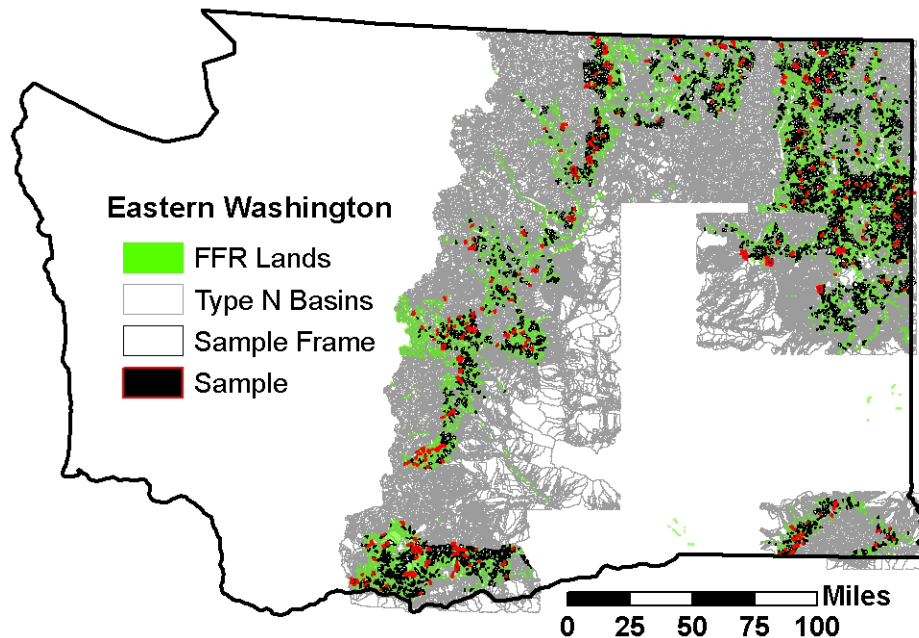 Eastern Washington
FFR Lands
Type N Basins
Sample Frame
Sample
Miles
0 25 50 75 100